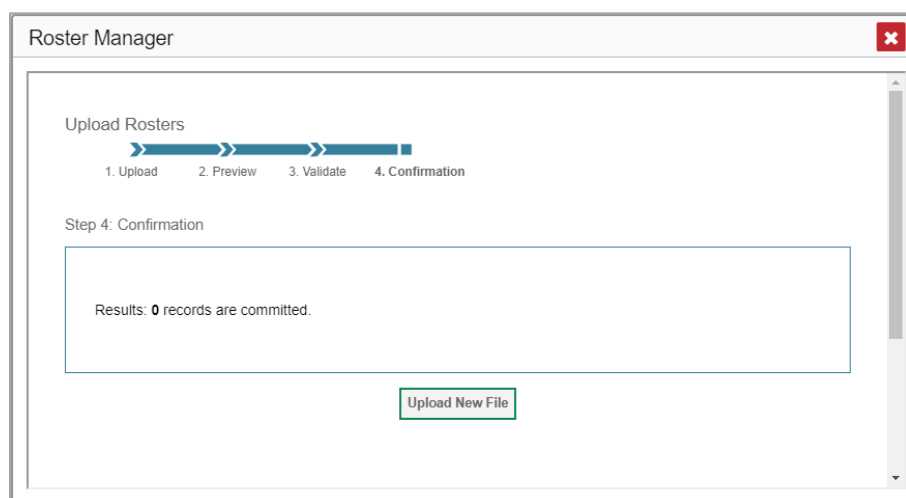 Roster Manager
Upload Rosters
1. Upload 2. Preview 3. Validate 4. Confirmation
Step 4: Confirmation
Results: 0 records are committed.
Upload New File